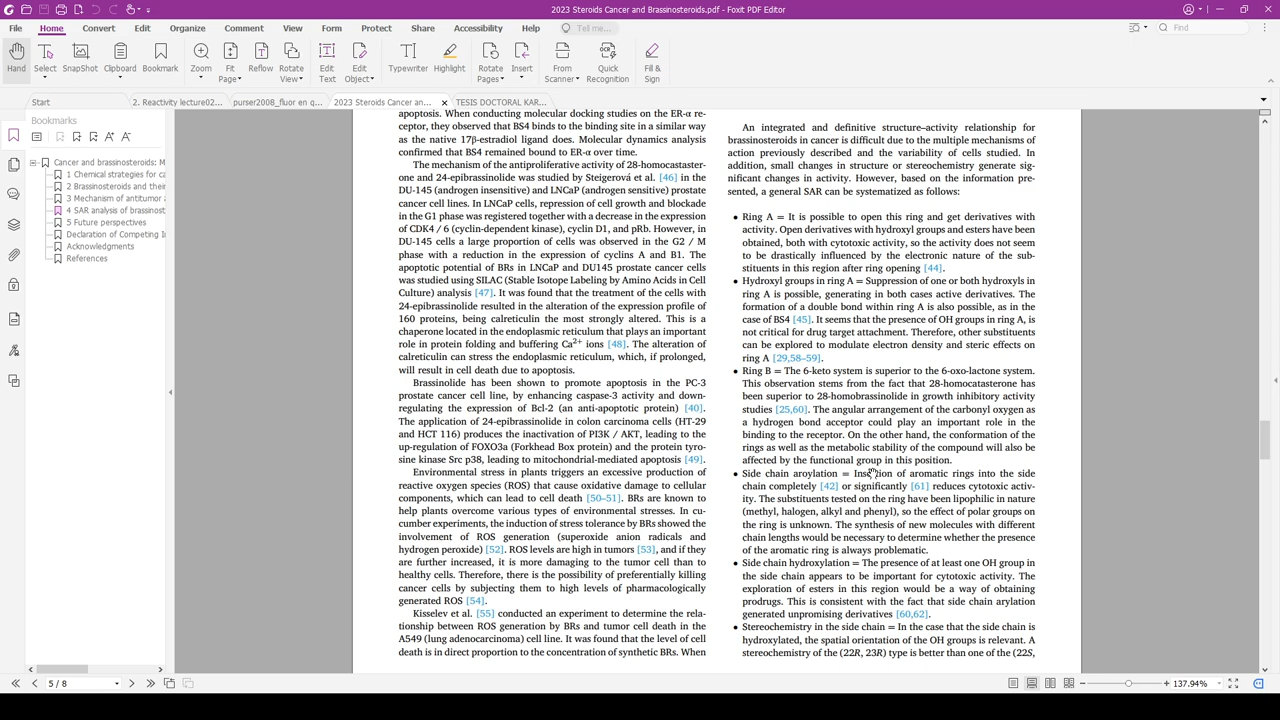 2023 Steroids Cancer and Brassinosteroids.pdf - Foxit PDF Editor
File Home Convert Edit Organize Comment View Form Protect Share Accessibility Help Tell me... Find
Hand Select SnapShot Clipboard Bookmark Zoom Fit Page Reflow Rotate View Edit Text Edit Object Typewriter Highlight Rotate Pages Insert From Scanner Quick Recognition Fill & Sign
Start 2. Reactivity lecture02... purser2008_fluor en q... 2023 Steroids Cancer an... TESIS DOCTORAL KAR...
Bookmarks
Cancer and brassinosteroids: M
1 Chemical strategies for ca
2 Brassinosteroids and thei
3 Mechanism of antitumor a
4 SAR analysis of brassinost
5 Future perspectives
Declaration of Competing I
Acknowledgments
References
apoptosis. When conducting molecular docking studies on the ER-α re-
ceptor, they observed that BS4 binds to the binding site in a similar way
as the native 17β-estradiol ligand does. Molecular dynamics analysis
confirmed that BS4 remained bound to ER-α over time.
The mechanism of the antiproliferative activity of 28-homocastaster-
one and 24-epibrassinolide was studied by Steigerová et al. [46] in the
DU-145 (androgen insensitive) and LNCaP (androgen sensitive) prostate
cancer cell lines. In LNCaP cells, repression of cell growth and blockade
in the G1 phase was registered together with a decrease in the expression
of CDK4 / 6 (cyclin-dependent kinase), cyclin D1, and pRb. However, in
DU-145 cells a large proportion of cells was observed in the G2 / M
phase with a reduction in the expression of cyclins A and B1. The
apoptotic potential of BRs in LNCaP and DU145 prostate cancer cells
was studied using SILAC (Stable Isotope Labeling by Amino Acids in Cell
Culture) analysis [47]. It was found that the treatment of the cells with
24-epibrassinolide resulted in the alteration of the expression profile of
160 proteins, being calreticulin the most strongly altered. This is a
chaperone located in the endoplasmic reticulum that plays an important
role in protein folding and buffering Ca²⁺ ions [48]. The alteration of
calreticulin can stress the endoplasmic reticulum, which, if prolonged,
will result in cell death due to apoptosis.
Brassinolide has been shown to promote apoptosis in the PC-3
prostate cancer cell line, by enhancing caspase-3 activity and down-
regulating the expression of Bcl-2 (an anti-apoptotic protein) [40].
The application of 24-epibrassinolide in colon carcinoma cells (HT-29
and HCT 116) produces the inactivation of PI3K / AKT, leading to the
up-regulation of FOXO3a (Forkhead Box protein) and the protein tyro-
sine kinase Src p38, leading to mitochondrial-mediated apoptosis [49].
Environmental stress in plants triggers an excessive production of
reactive oxygen species (ROS) that cause oxidative damage to cellular
components, which can lead to cell death [50–51]. BRs are known to
help plants overcome various types of environmental stresses. In cu-
cumber experiments, the induction of stress tolerance by BRs showed the
involvement of ROS generation (superoxide anion radicals and
hydrogen peroxide) [52]. ROS levels are high in tumors [53], and if they
are further increased, it is more damaging to the tumor cell than to
healthy cells. Therefore, there is the possibility of preferentially killing
cancer cells by subjecting them to high levels of pharmacologically
generated ROS [54].
Kisselev et al. [55] conducted an experiment to determine the rela-
tionship between ROS generation by BRs and tumor cell death in the
A549 (lung adenocarcinoma) cell line. It was found that the level of cell
death is in direct proportion to the concentration of synthetic BRs. When
An integrated and definitive structure–activity relationship for
brassinosteroids in cancer is difficult due to the multiple mechanisms of
action previously described and the variability of cells studied. In
addition, small changes in structure or stereochemistry generate sig-
nificant changes in activity. However, based on the information pre-
sented, a general SAR can be systematized as follows:
• Ring A = It is possible to open this ring and get derivatives with
activity. Open derivatives with hydroxyl groups and esters have been
obtained, both with cytotoxic activity, so the activity does not seem
to be drastically influenced by the electronic nature of the sub-
stituents in this region after ring opening [44].
• Hydroxyl groups in ring A = Suppression of one or both hydroxyls in
ring A is possible, generating in both cases active derivatives. The
formation of a double bond within ring A is also possible, as in the
case of BS4 [45]. It seems that the presence of OH groups in ring A, is
not critical for drug target attachment. Therefore, other substituents
can be explored to modulate electron density and steric effects on
ring A [29,58–59].
• Ring B = The 6-keto system is superior to the 6-oxo-lactone system.
This observation stems from the fact that 28-homocatasterone has
been superior to 28-homobrassinolide in growth inhibitory activity
studies [25,60]. The angular arrangement of the carbonyl oxygen as
a hydrogen bond acceptor could play an important role in the
binding to the receptor. On the other hand, the conformation of the
rings as well as the metabolic stability of the compound will also be
affected by the functional group in this position.
• Side chain aroylation = Insertion of aromatic rings into the side
chain completely [42] or significantly [61] reduces cytotoxic activ-
ity. The substituents tested on the ring have been lipophilic in nature
(methyl, halogen, alkyl and phenyl), so the effect of polar groups on
the ring is unknown. The synthesis of new molecules with different
chain lengths would be necessary to determine whether the presence
of the aromatic ring is always problematic.
• Side chain hydroxylation = The presence of at least one OH group in
the side chain appears to be important for cytotoxic activity. The
exploration of esters in this region would be a way of obtaining
prodrugs. This is consistent with the fact that side chain arylation
generated unpromising derivatives [60,62].
• Stereochemistry in the side chain = In the case that the side chain is
hydroxylated, the spatial orientation of the OH groups is relevant. A
stereochemistry of the (22R, 23R) type is better than one of the (22S,
5 / 8
137.94%